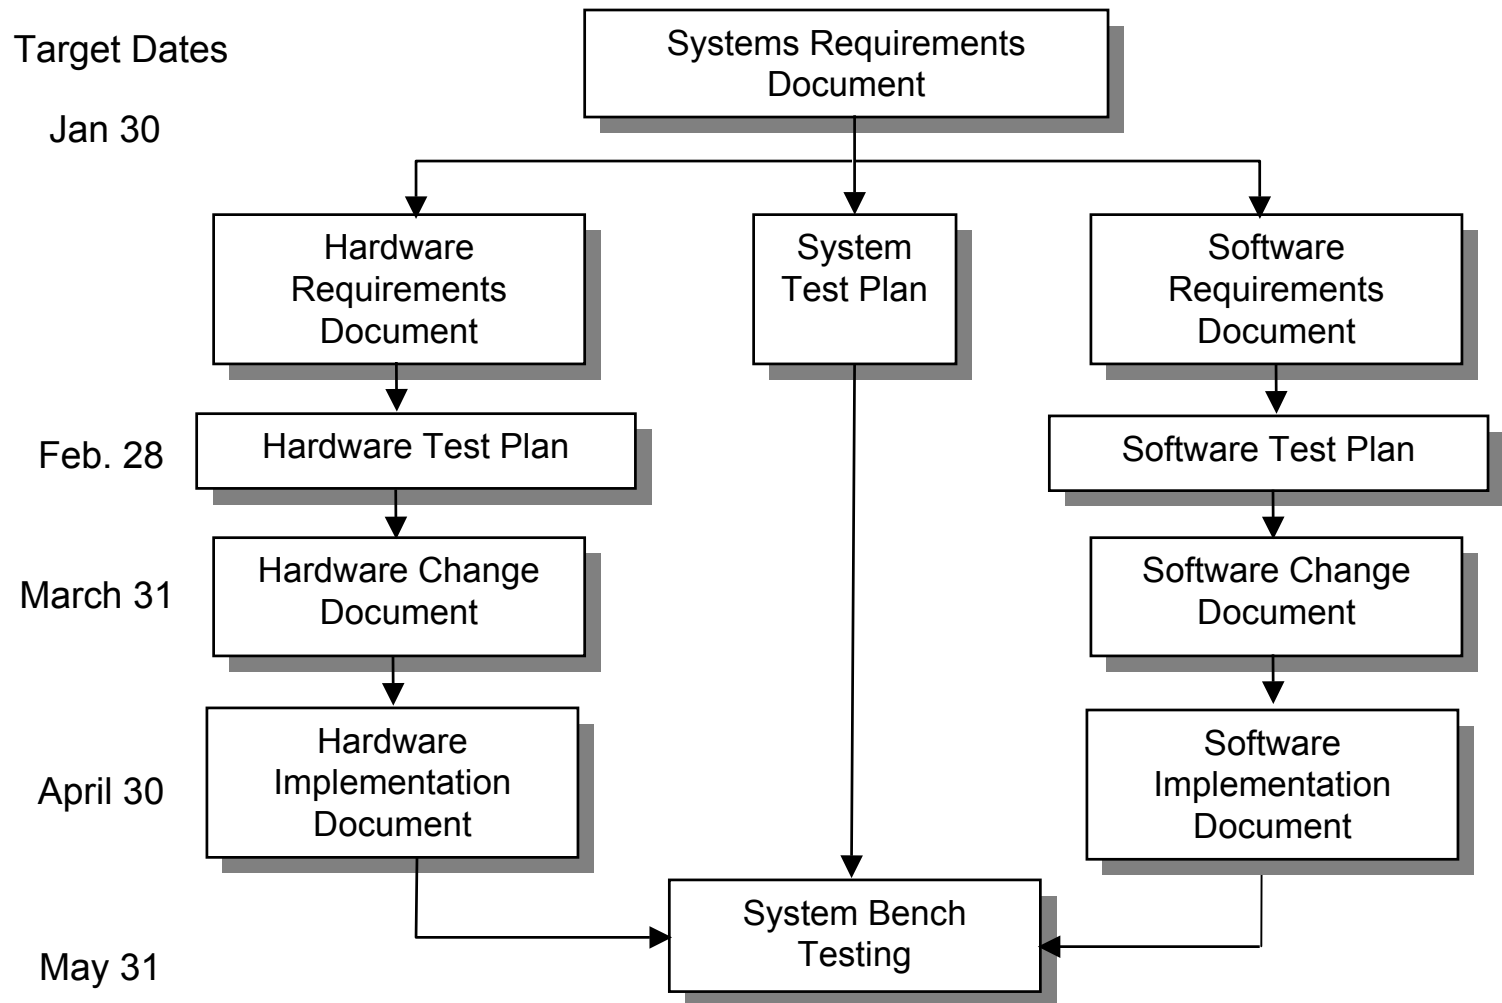 Target Dates
Systems Requirements
Document
Jan 30
Hardware
Requirements
Document
System
Test Plan
Software
Requirements
Document
Feb. 28
Hardware Test Plan
Software Test Plan
March 31
Hardware Change
Document
Software Change
Document
April 30
Hardware
Implementation
Document
Software
Implementation
Document
System Bench
Testing
May 31